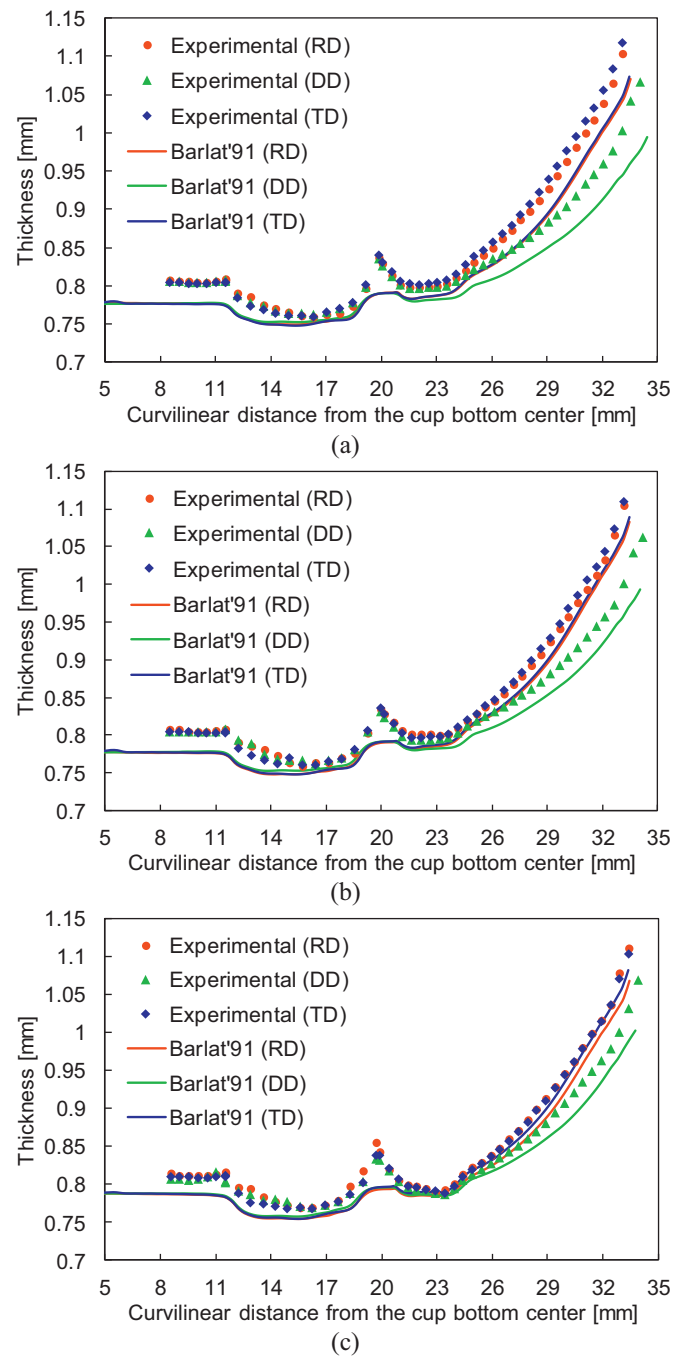 1.15
1.1
1.05
1
0.95
0.9
0.85
0.8
0.75
0.7
Thickness [mm]
Experimental (RD)
Experimental (DD)
Experimental (TD)
Barlat'91 (RD)
Barlat'91 (DD)
Barlat'91 (TD)
5 8 11 14 17 20 23 26 29 32 35
Curvilinear distance from the cup bottom center [mm]
(a)
1.15
1.1
1.05
1
0.95
0.9
0.85
0.8
0.75
0.7
Thickness [mm]
Experimental (RD)
Experimental (DD)
Experimental (TD)
Barlat'91 (RD)
Barlat'91 (DD)
Barlat'91 (TD)
5 8 11 14 17 20 23 26 29 32 35
Curvilinear distance from the cup bottom center [mm]
(b)
1.15
1.1
1.05
1
0.95
0.9
0.85
0.8
0.75
0.7
Thickness [mm]
Experimental (RD)
Experimental (DD)
Experimental (TD)
Barlat'91 (RD)
Barlat'91 (DD)
Barlat'91 (TD)
5 8 11 14 17 20 23 26 29 32 35
Curvilinear distance from the cup bottom center [mm]
(c)